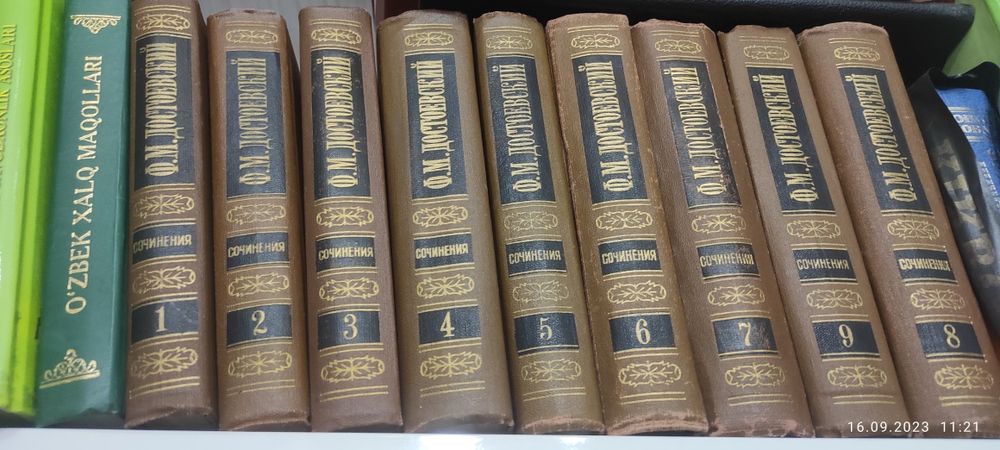 O'ZBEK XALQ MAQOLLARI
Ф.М.ДОСТОЕВСКИЙ
СОЧИНЕНИЯ
1
Ф.М.ДОСТОЕВСКИЙ
СОЧИНЕНИЯ
2
Ф.М.ДОСТОЕВСКИЙ
СОЧИНЕНИЯ
3
Ф.М.ДОСТОЕВСКИЙ
СОЧИНЕНИЯ
4
Ф.М.ДОСТОЕВСКИЙ
СОЧИНЕНИЯ
5
Ф.М.ДОСТОЕВСКИЙ
СОЧИНЕНИЯ
6
Ф.М.ДОСТОЕВСКИЙ
СОЧИНЕНИЯ
7
Ф.М.ДОСТОЕВСКИЙ
СОЧИНЕНИЯ
9
Ф.М.ДОСТОЕВСКИЙ
СОЧИНЕНИЯ
8
16.09.2023 11:21